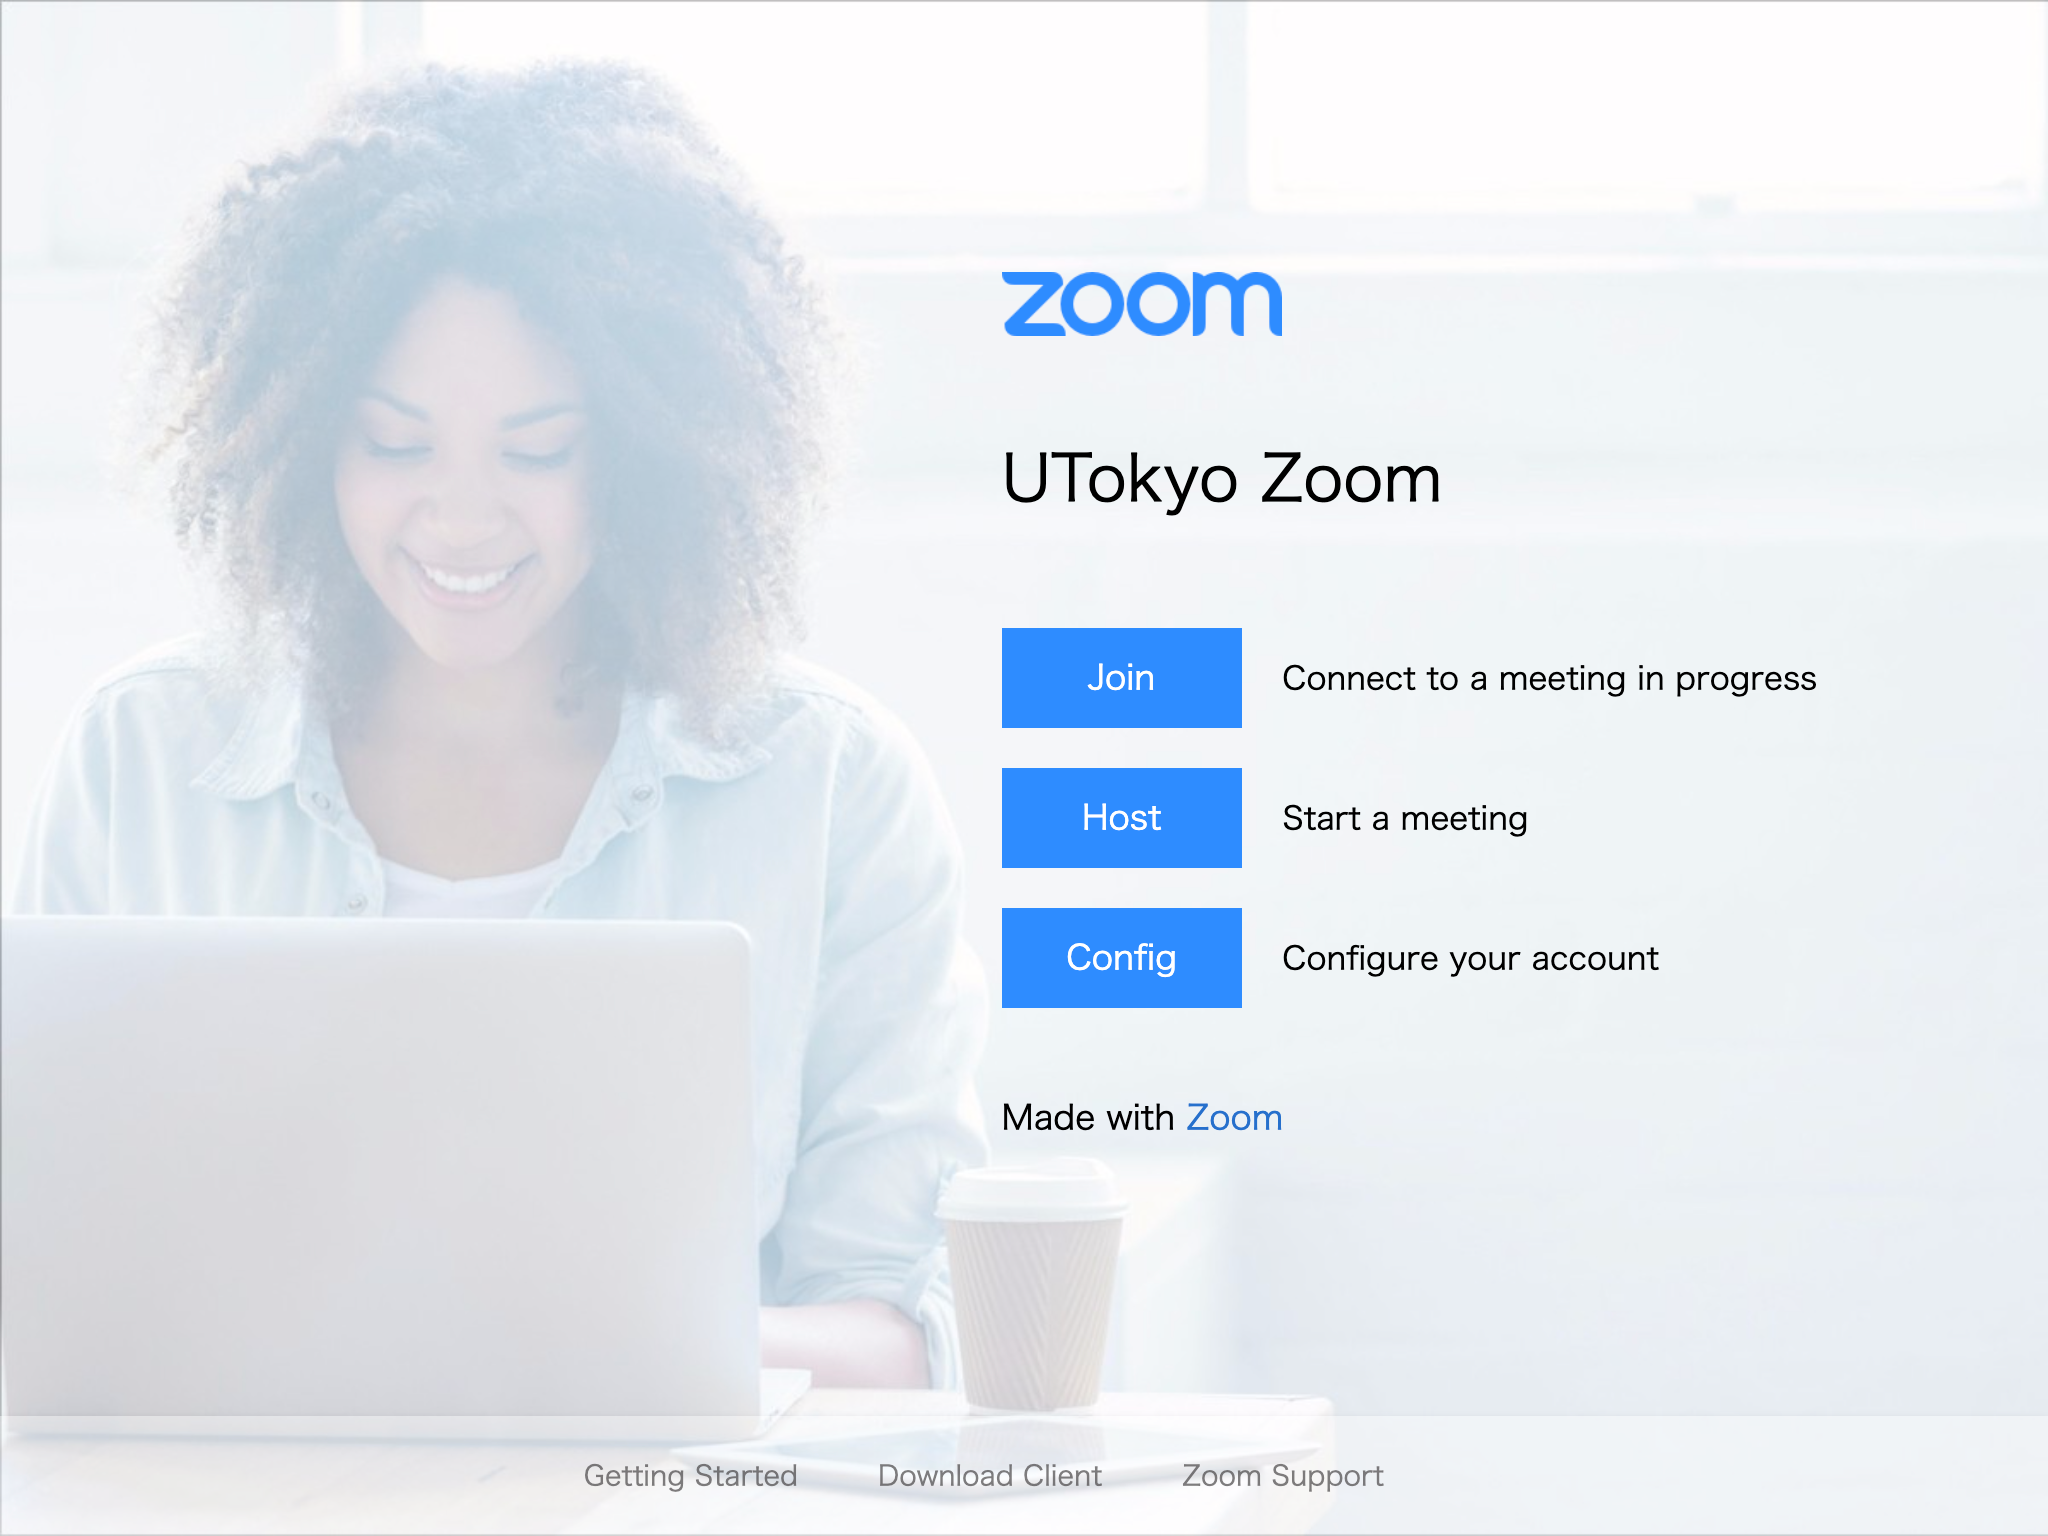 zoom
UTokyo Zoom
Join Connect to a meeting in progress
Host Start a meeting
Config Configure your account
Made with Zoom
Getting Started Download Client Zoom Support